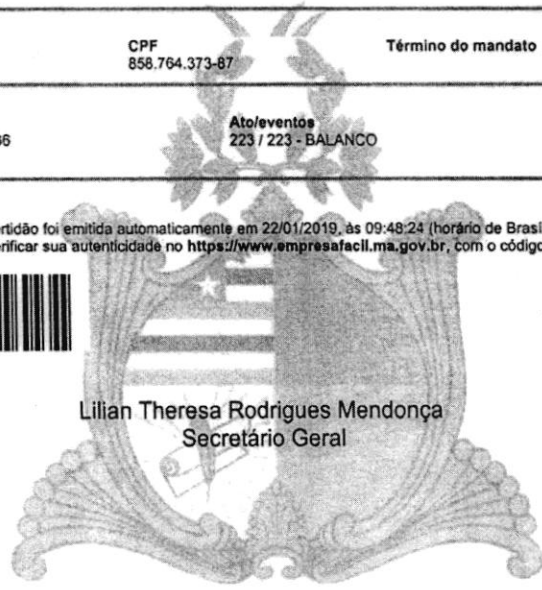 CPF
Término do mandato
858.764.373-87
Ato/eventos
223 / 223 - BALANCO
rtidão foi emitida automaticamente em 22/01/2019, às 09:48:24 (horário de Brasí
rificar sua autenticidade no https://www.empresafacil.ma.gov.br, com o código
Lilian Theresa Rodrigues Mendonça
Secretário Geral